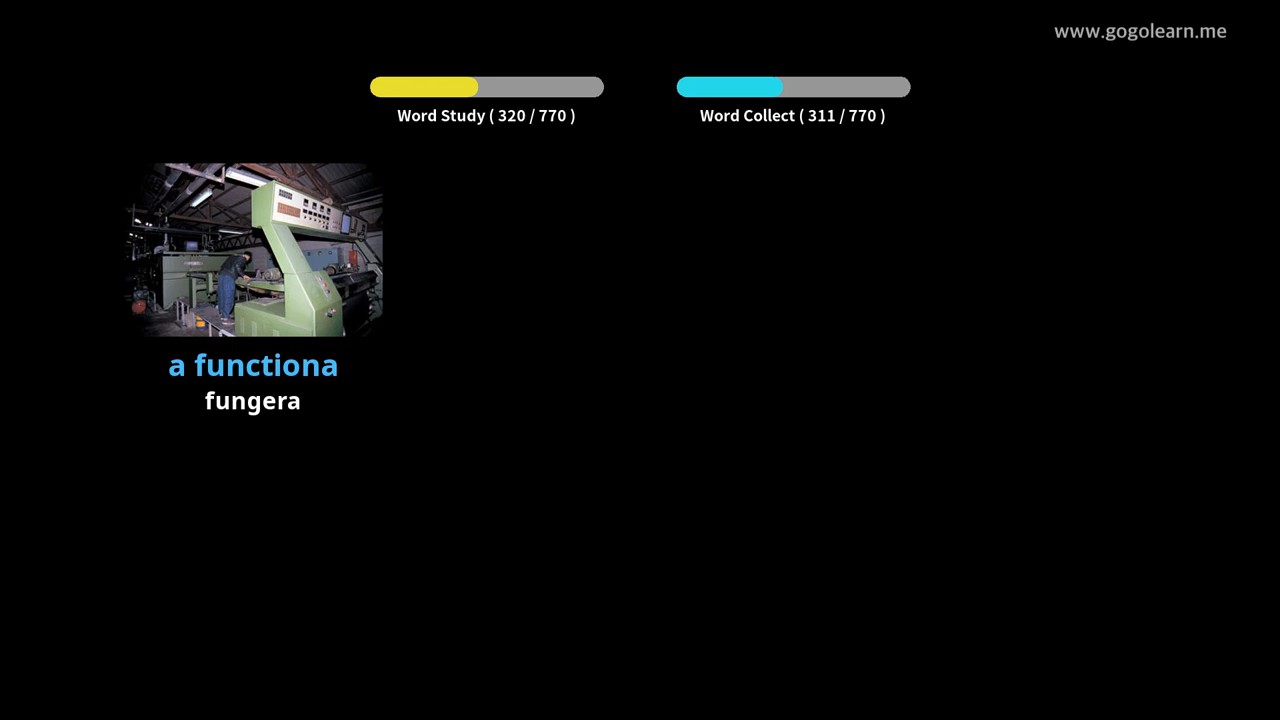 www.gogolearn.me
Word Study ( 320 / 770 )
Word Collect ( 311 / 770 )
a functiona
fungera